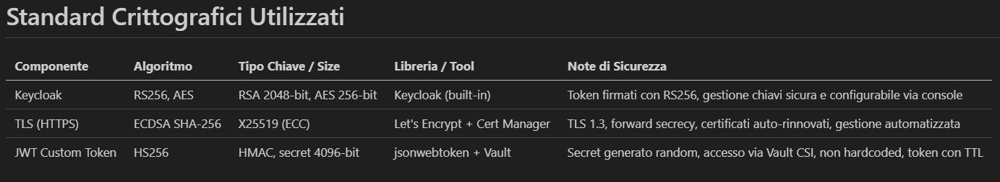 Standard Crittografici Utilizzati
Componente Algoritmo Tipo Chiave / Size Libreria / Tool Note di Sicurezza
Keycloak RS256, AES RSA 2048-bit, AES 256-bit Keycloak (built-in) Token firmati con RS256, gestione chiavi sicura e configurabile via console
TLS (HTTPS) ECDSA SHA-256 X25519 (ECC) Let's Encrypt + Cert Manager TLS 1.3, forward secrecy, certificati auto-rinnovati, gestione automatizzata
JWT Custom Token HS256 HMAC, secret 4096-bit jsonwebtoken + Vault Secret generato random, accesso via Vault CSI, non hardcoded, token con TTL